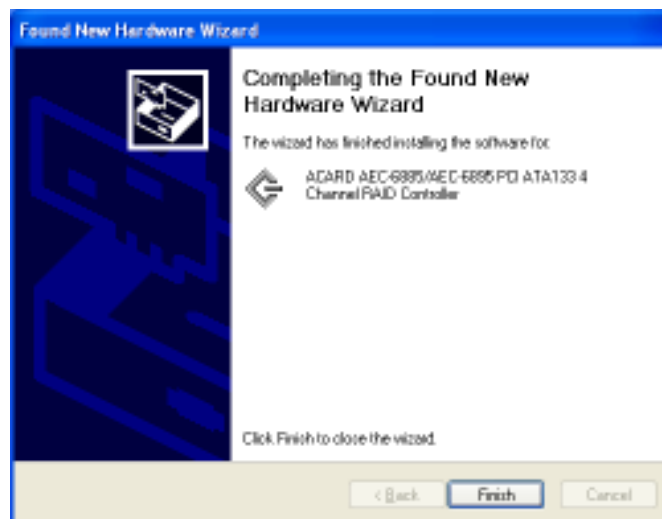 Found New Hardware Wizard
Completing the Found New
Hardware Wizard
The wizard has finished installing the software for:
ACARD AEC-6885/AEC-6895 PCI ATA133 4
Channel RAID Controller
Click Finish to close the wizard.
< Back
Finish
Cancel